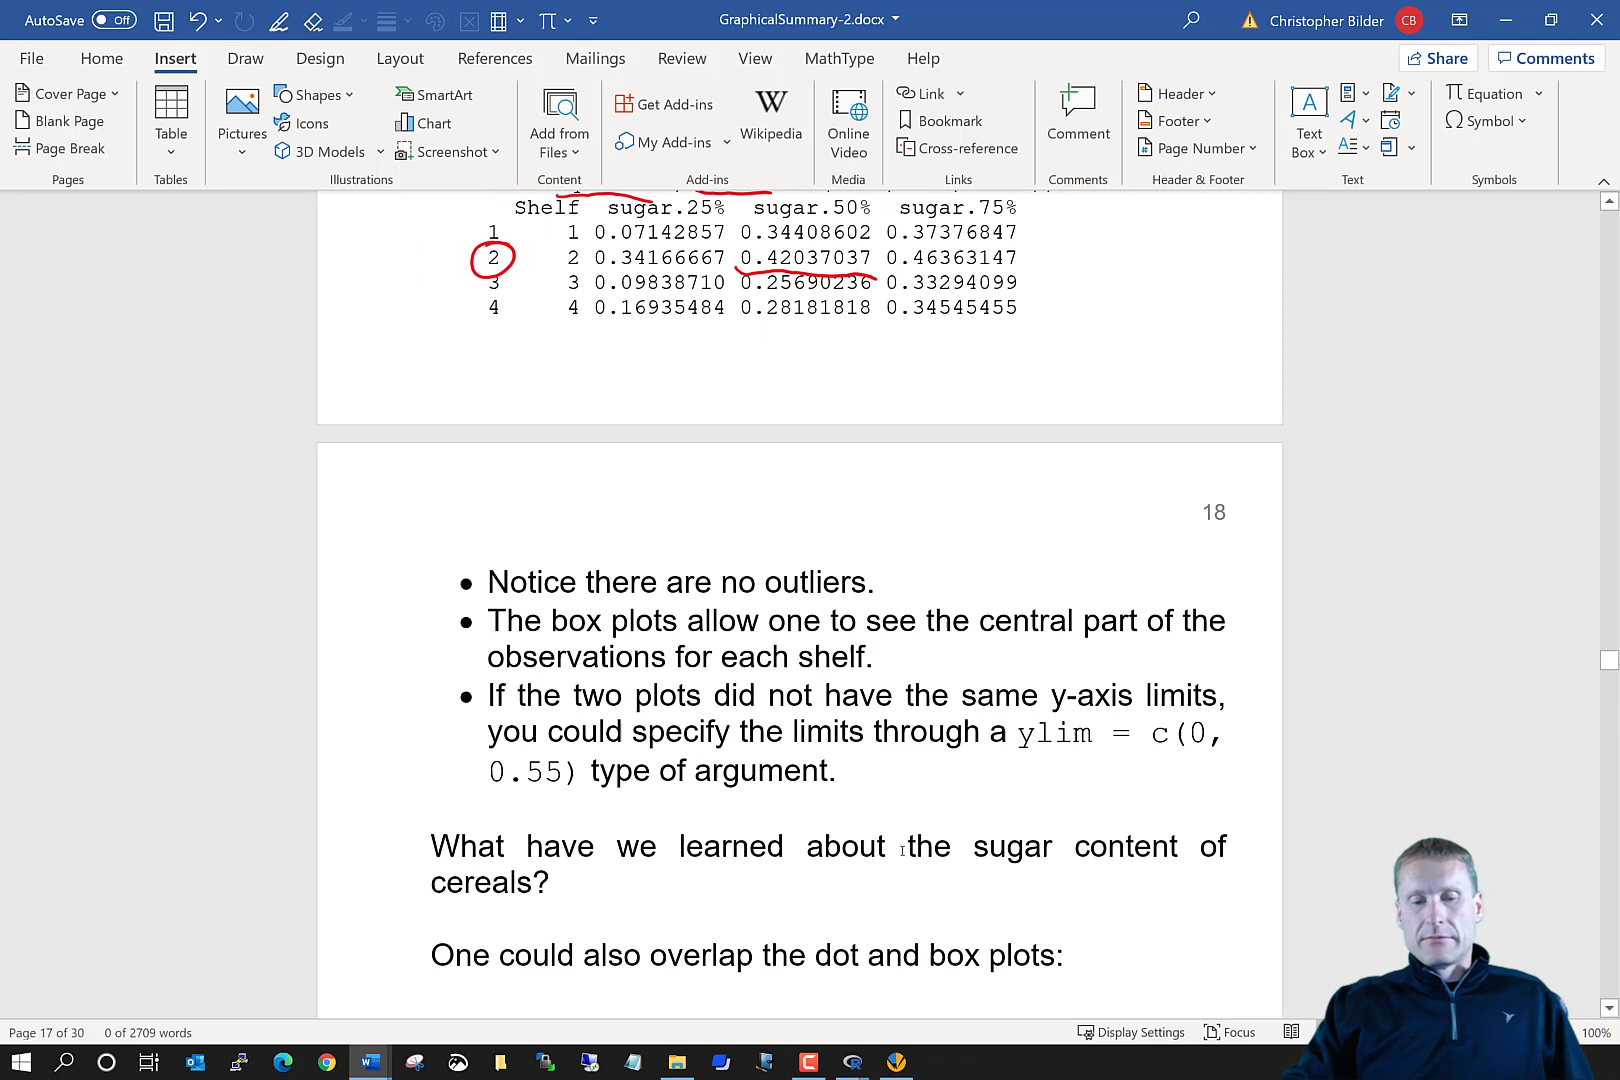 AutoSave Off GraphicalSummary-2.docx Christopher Bilder CB
File Home Insert Draw Design Layout References Mailings Review View MathType Help Share Comments
Cover Page
Blank Page
Page Break
Pages
Table
Tables
Pictures
Shapes
Icons
3D Models
SmartArt
Chart
Screenshot
Illustrations
Add from
Files
Content
Get Add-ins
My Add-ins
W
Wikipedia
Add-ins
Online
Video
Media
Link
Bookmark
Cross-reference
Links
Comment
Comments
Header
Footer
Page Number
Header & Footer
Text
Box
Text
Equation
Symbol
Symbols
Shelf sugar.25% sugar.50% sugar.75%
1 1 0.07142857 0.34408602 0.37376847
2 2 0.34166667 0.42037037 0.46363147
3 3 0.09838710 0.25690236 0.33294099
4 4 0.16935484 0.28181818 0.34545455
18
• Notice there are no outliers.
• The box plots allow one to see the central part of the
observations for each shelf.
• If the two plots did not have the same y-axis limits,
you could specify the limits through a ylim = c(0,
0.55) type of argument.
What have we learned about the sugar content of
cereals?
One could also overlap the dot and box plots:
Page 17 of 30 0 of 2709 words Display Settings Focus 100%